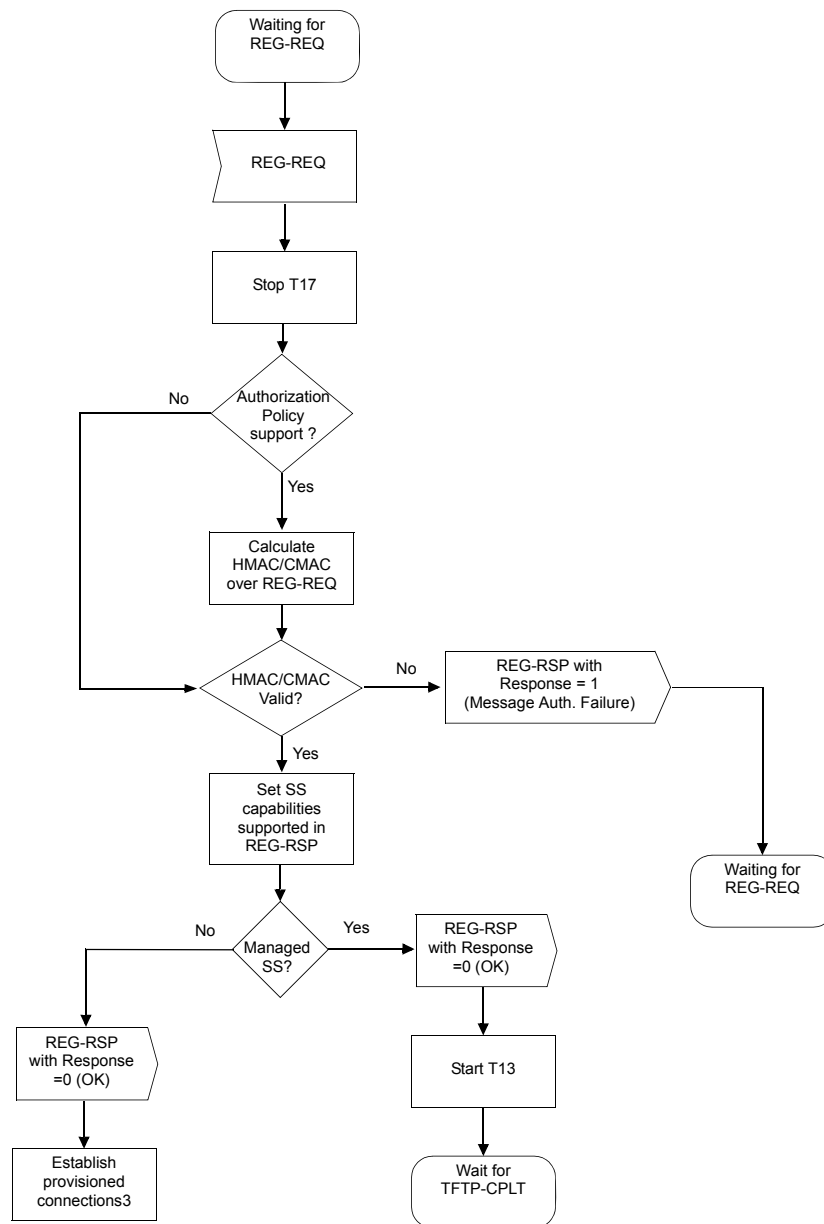 Waiting for
REG-REQ
REG-REQ
Stop T17
No
Authorization
Policy
support ?
Yes
Calculate
HMAC/CMAC
over REG-REQ
HMAC/CMAC
Valid?
No
REG-RSP with
Response = 1
(Message Auth. Failure)
Yes
Set SS
capabilities
supported in
REG-RSP
Waiting for
REG-REQ
No
Managed
SS?
Yes
REG-RSP
with Response
=0 (OK)
REG-RSP
with Response
=0 (OK)
Start T13
Establish
provisioned
connections3
Wait for
TFTP-CPLT